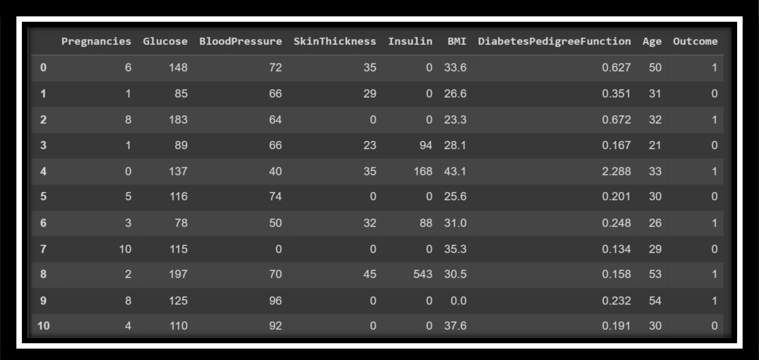 Pregnancies Glucose BloodPressure SkinThickness Insulin BMI DiabetesPedigreeFunction Age Outcome
0 6 148 72 35 0 33.6 0.627 50 1
1 1 85 66 29 0 26.6 0.351 31 0
2 8 183 64 0 0 23.3 0.672 32 1
3 1 89 66 23 94 28.1 0.167 21 0
4 0 137 40 35 168 43.1 2.288 33 1
5 5 116 74 0 0 25.6 0.201 30 0
6 3 78 50 32 88 31.0 0.248 26 1
7 10 115 0 0 0 35.3 0.134 29 0
8 2 197 70 45 543 30.5 0.158 53 1
9 8 125 96 0 0 0.0 0.232 54 1
10 4 110 92 0 0 37.6 0.191 30 0